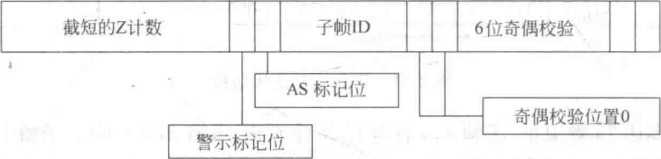 截短的Z计数
子帧ID
6位奇偶校验
AS 标记位
奇偶校验位置0
警示标记位